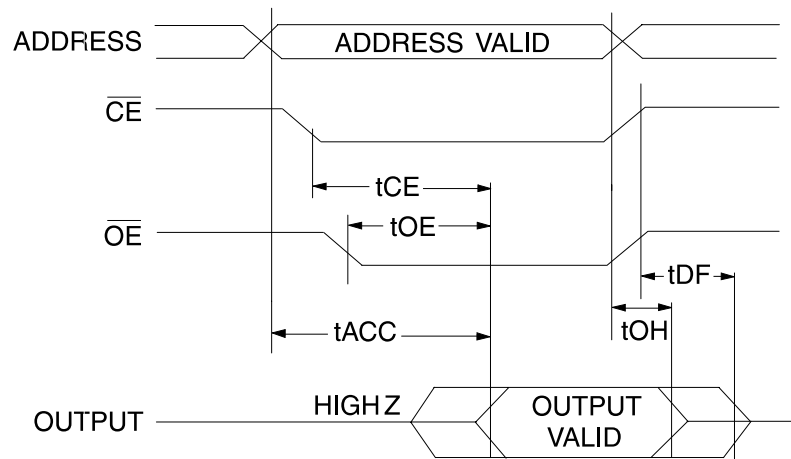 ADDRESS
ADDRESS VALID
CE
tCE
OE
tOE
tDF
tACC
tOH
HIGH Z
OUTPUT
OUTPUT
VALID